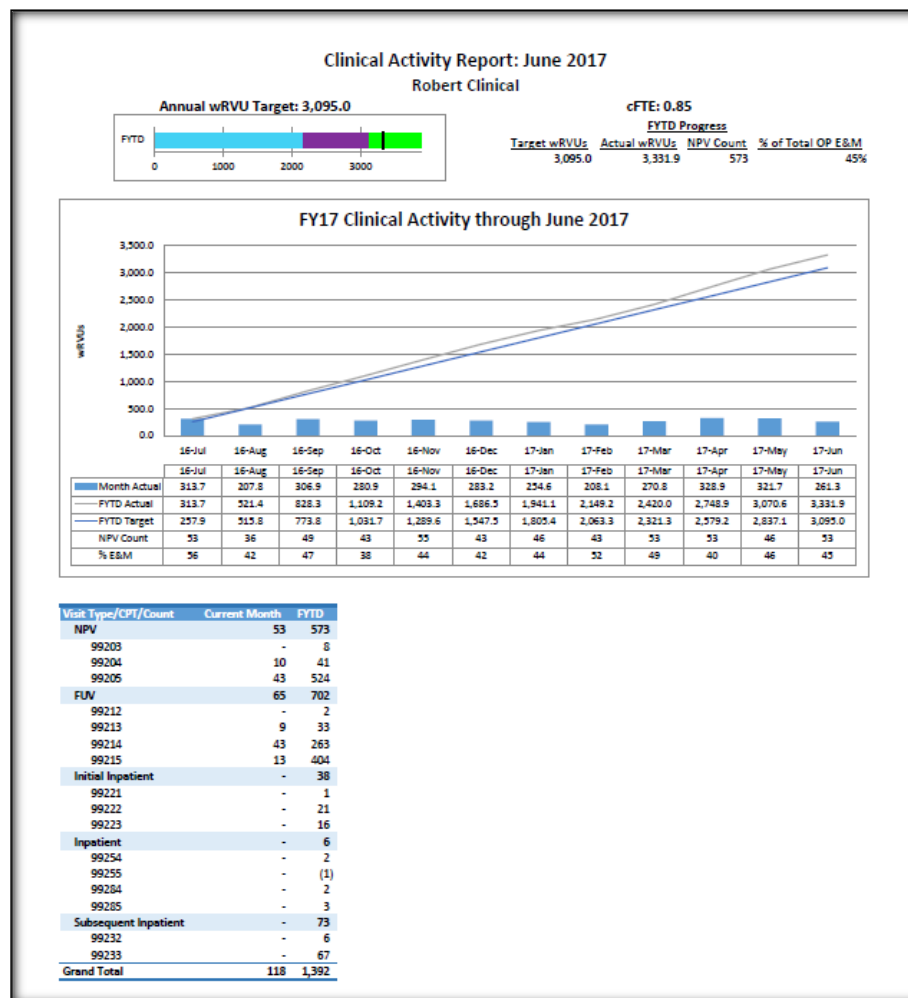 Clinical Activity Report: June 2017
Robert Clinical
Annual wRVU Target: 3,095.0 cFTE: 0.85
FYTD Progress
Target wRVUs Actual wRVUs NPV Count % of Total OP E&M
3,095.0 3,331.9 573 45%
FYTD
0 1000 2000 3000
FY17 Clinical Activity through June 2017
wRVUs
3,500.0
3,000.0
2,500.0
2,000.0
1,500.0
1,000.0
500.0
0.0
16-Jul 16-Aug 16-Sep 16-Oct 16-Nov 16-Dec 17-Jan 17-Feb 17-Mar 17-Apr 17-May 17-Jun
16-Jul 16-Aug 16-Sep 16-Oct 16-Nov 16-Dec 17-Jan 17-Feb 17-Mar 17-Apr 17-May 17-Jun
Month Actual 313.7 207.8 306.9 280.9 294.1 283.2 254.6 208.1 270.8 328.9 321.7 261.3
FYTD Actual 313.7 521.4 828.3 1,109.2 1,403.3 1,686.5 1,941.1 2,149.2 2,420.0 2,748.9 3,070.6 3,331.9
FYTD Target 257.9 515.8 773.8 1,031.7 1,289.6 1,547.5 1,805.4 2,063.3 2,321.3 2,579.2 2,837.1 3,095.0
NPV Count 53 36 49 43 55 43 46 43 53 53 46 53
% E&M 56 42 47 38 44 42 44 52 49 40 46 45
Visit Type/CPT/Count Current Month FYTD
NPV 53 573
99203 - 8
99204 10 41
99205 43 524
FUV 65 702
99212 - 2
99213 9 33
99214 43 263
99215 13 404
Initial Inpatient - 38
99221 - 1
99222 - 21
99223 - 16
Inpatient - 6
99254 - 2
99255 - (1)
99284 - 2
99285 - 3
Subsequent Inpatient - 73
99232 - 6
99233 - 67
Grand Total 118 1,392